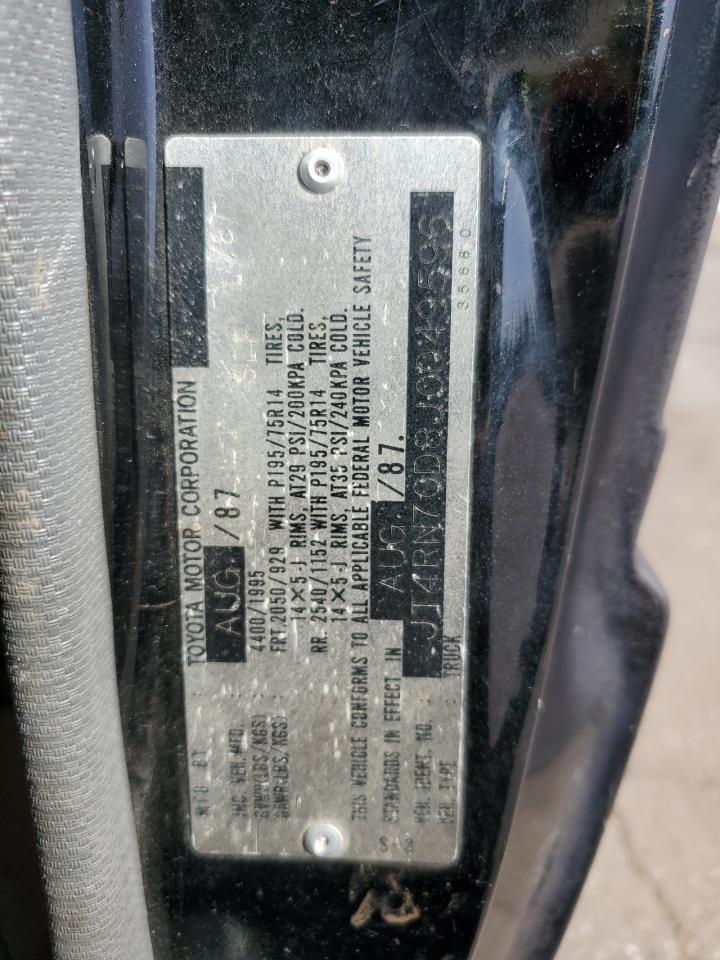 MFD BY : TOYOTA MOTOR CORPORATION
INC. VEH. MFD. : AUG. /87
GVWR(LBS/KGS) : 4400/1995
GAWR(LBS/KGS) : FRT. 2050/929 WITH P195/75R14 TIRES,
14×5-J RIMS, AT29 PSI/200KPA COLD.
RR. 2540/1152 WITH P195/75R14 TIRES,
14×5-J RIMS, AT35 PSI/240KPA COLD.
THIS VEHICLE CONFORMS TO ALL APPLICABLE FEDERAL MOTOR VEHICLE SAFETY
STANDARDS IN EFFECT IN AUG. /87.
VEH. IDENT. NO. : JT4RN70D8J0043596
VEH. TYPE : TRUCK
35680